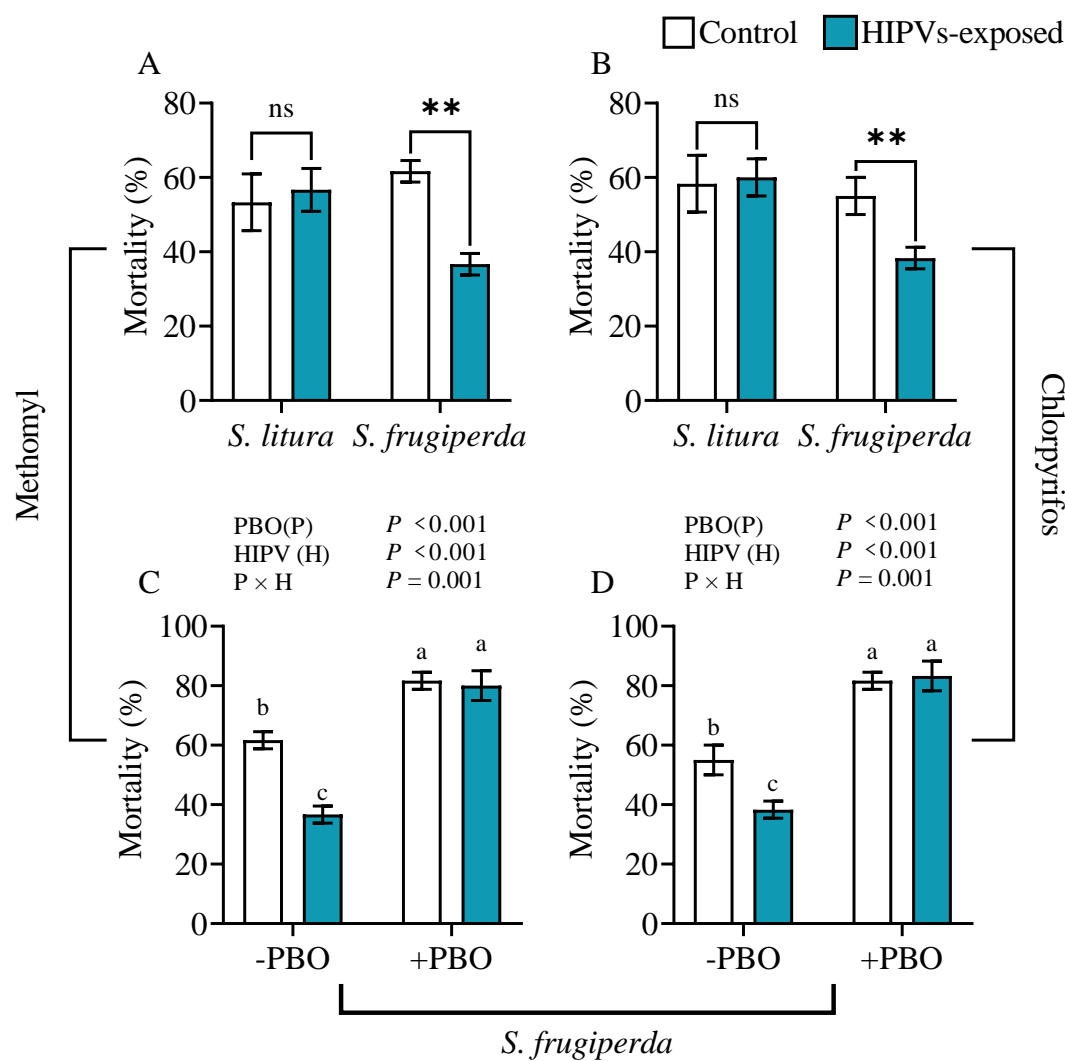 Control HIPVs-exposed
A
B
80
60
40
20
0
Mortality (%)
ns
**
S. litura S. frugiperda
80
60
40
20
0
Mortality (%)
ns
**
S. litura S. frugiperda
Methomyl
Chlorpyrifos
PBO(P) P <0.001
HIPV (H) P <0.001
P × H P = 0.001
PBO(P) P <0.001
HIPV (H) P <0.001
P × H P = 0.001
C
D
100
80
60
40
20
0
Mortality (%)
b
c
a
a
-PBO +PBO
100
80
60
40
20
0
Mortality (%)
b
c
a
a
-PBO +PBO
S. frugiperda